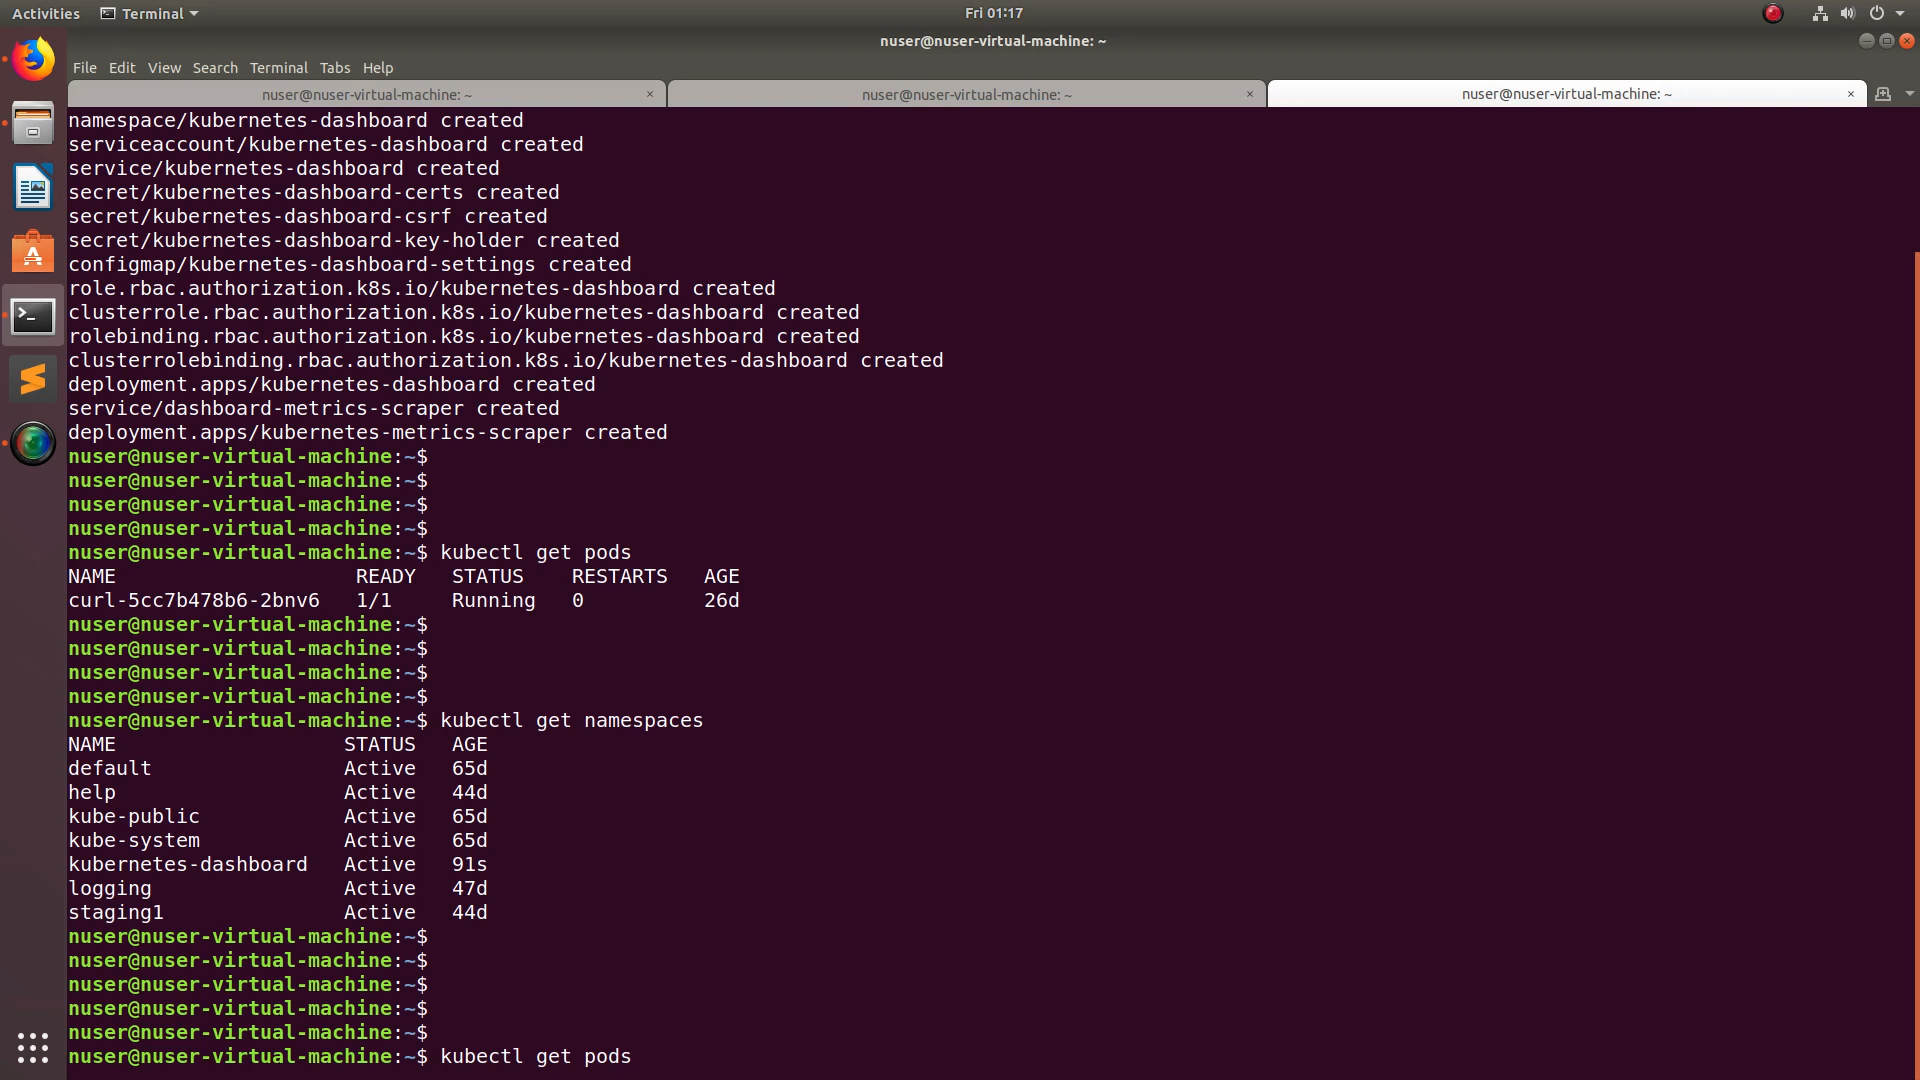 Activities Terminal Fri 01:17
nuser@nuser-virtual-machine: ~
File Edit View Search Terminal Tabs Help
nuser@nuser-virtual-machine: ~ nuser@nuser-virtual-machine: ~ nuser@nuser-virtual-machine: ~
namespace/kubernetes-dashboard created
serviceaccount/kubernetes-dashboard created
service/kubernetes-dashboard created
secret/kubernetes-dashboard-certs created
secret/kubernetes-dashboard-csrf created
secret/kubernetes-dashboard-key-holder created
configmap/kubernetes-dashboard-settings created
role.rbac.authorization.k8s.io/kubernetes-dashboard created
clusterrole.rbac.authorization.k8s.io/kubernetes-dashboard created
rolebinding.rbac.authorization.k8s.io/kubernetes-dashboard created
clusterrolebinding.rbac.authorization.k8s.io/kubernetes-dashboard created
deployment.apps/kubernetes-dashboard created
service/dashboard-metrics-scraper created
deployment.apps/kubernetes-metrics-scraper created
nuser@nuser-virtual-machine:~$
nuser@nuser-virtual-machine:~$
nuser@nuser-virtual-machine:~$
nuser@nuser-virtual-machine:~$
nuser@nuser-virtual-machine:~$ kubectl get pods
NAME READY STATUS RESTARTS AGE
curl-5cc7b478b6-2bnv6 1/1 Running 0 26d
nuser@nuser-virtual-machine:~$
nuser@nuser-virtual-machine:~$
nuser@nuser-virtual-machine:~$
nuser@nuser-virtual-machine:~$
nuser@nuser-virtual-machine:~$ kubectl get namespaces
NAME STATUS AGE
default Active 65d
help Active 44d
kube-public Active 65d
kube-system Active 65d
kubernetes-dashboard Active 91s
logging Active 47d
staging1 Active 44d
nuser@nuser-virtual-machine:~$
nuser@nuser-virtual-machine:~$
nuser@nuser-virtual-machine:~$
nuser@nuser-virtual-machine:~$
nuser@nuser-virtual-machine:~$
nuser@nuser-virtual-machine:~$ kubectl get pods